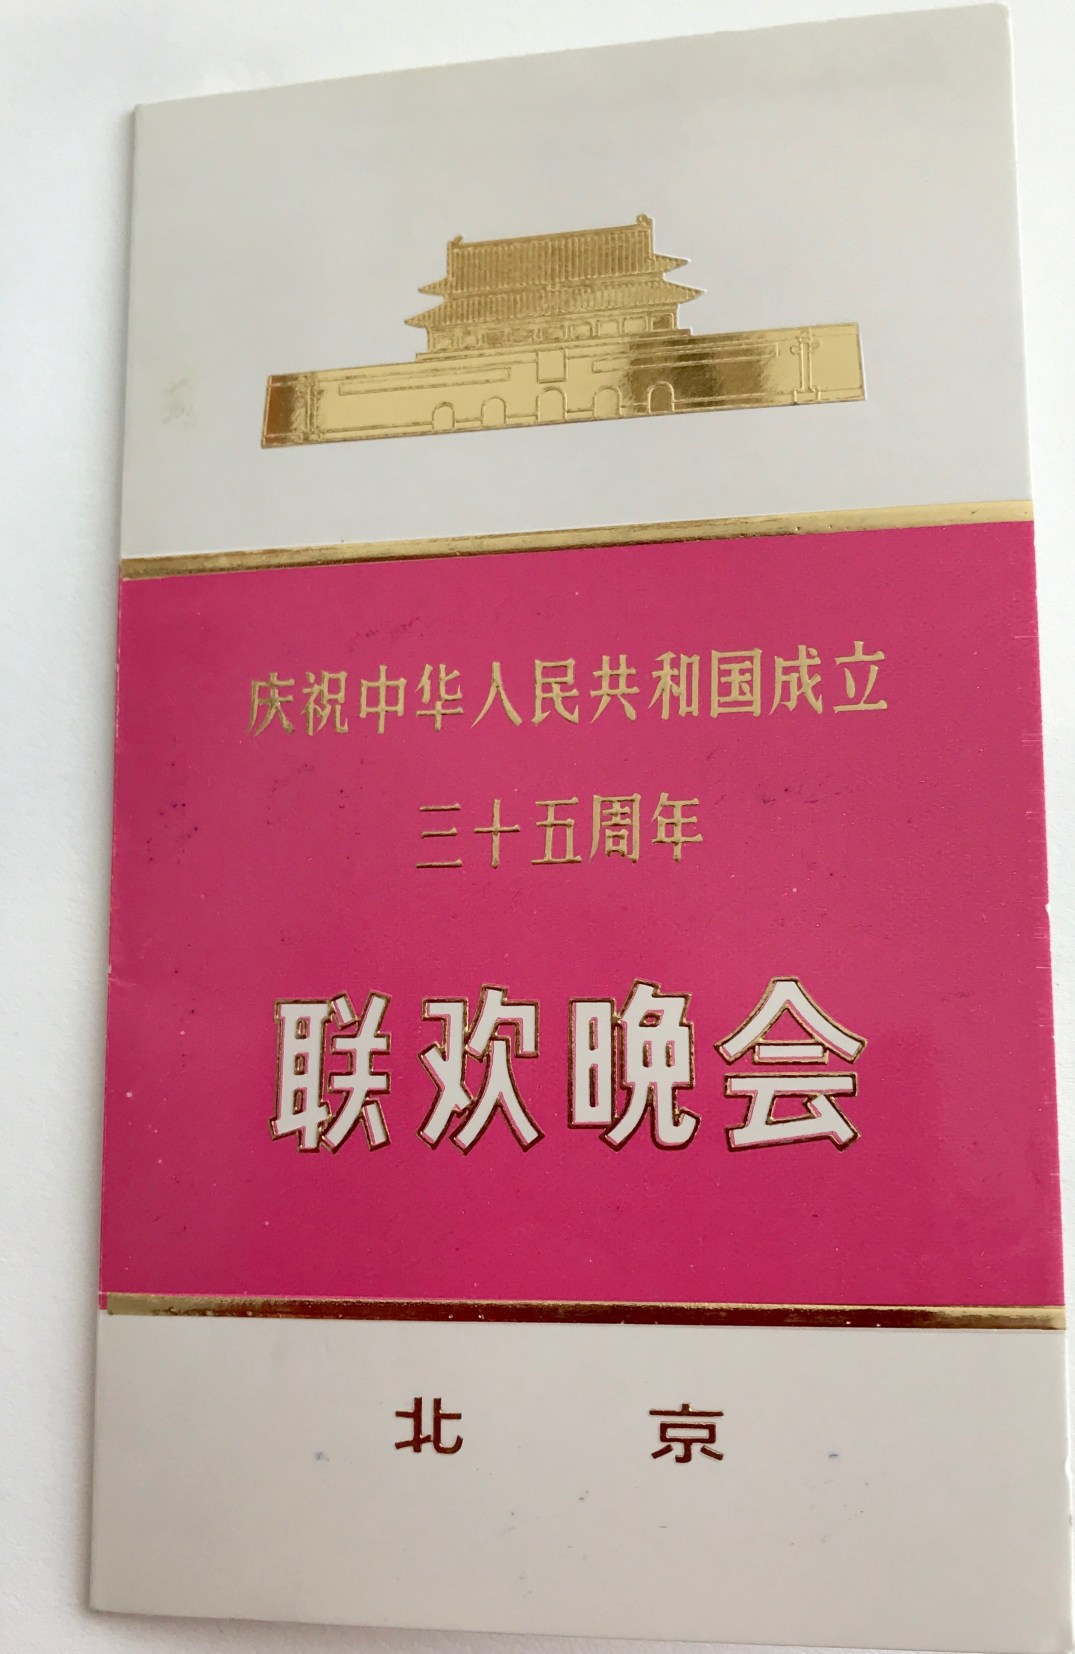 庆祝中华人民共和国成立
三十五周年
联欢晚会
北京